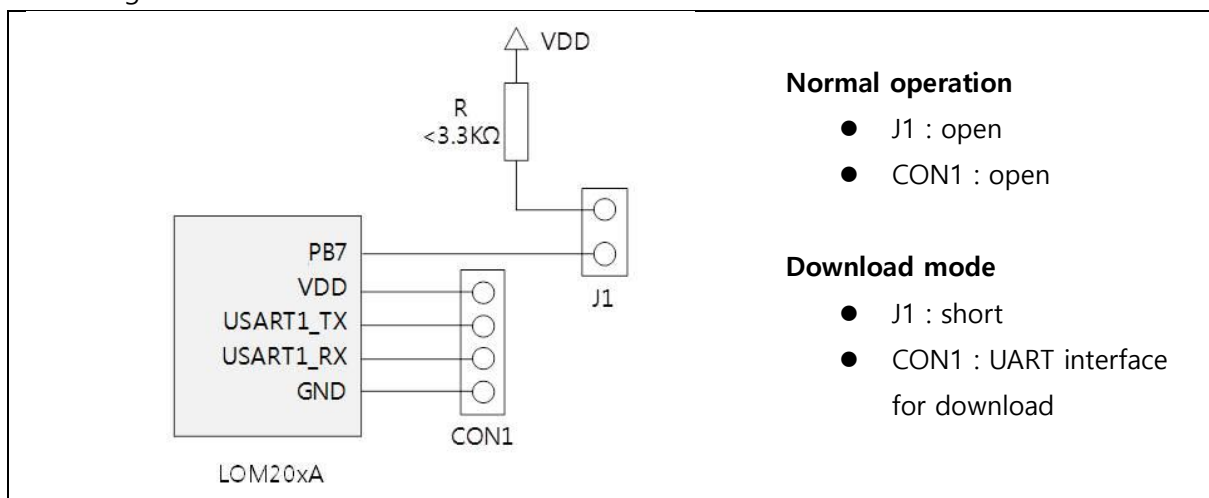 VDD
R
<3.3KΩ
PB7
VDD
USART1_TX
USART1_RX
GND
J1
CON1
LOM20xA
Normal operation
● J1 : open
● CON1 : open
Download mode
● J1 : short
● CON1 : UART interface
for download